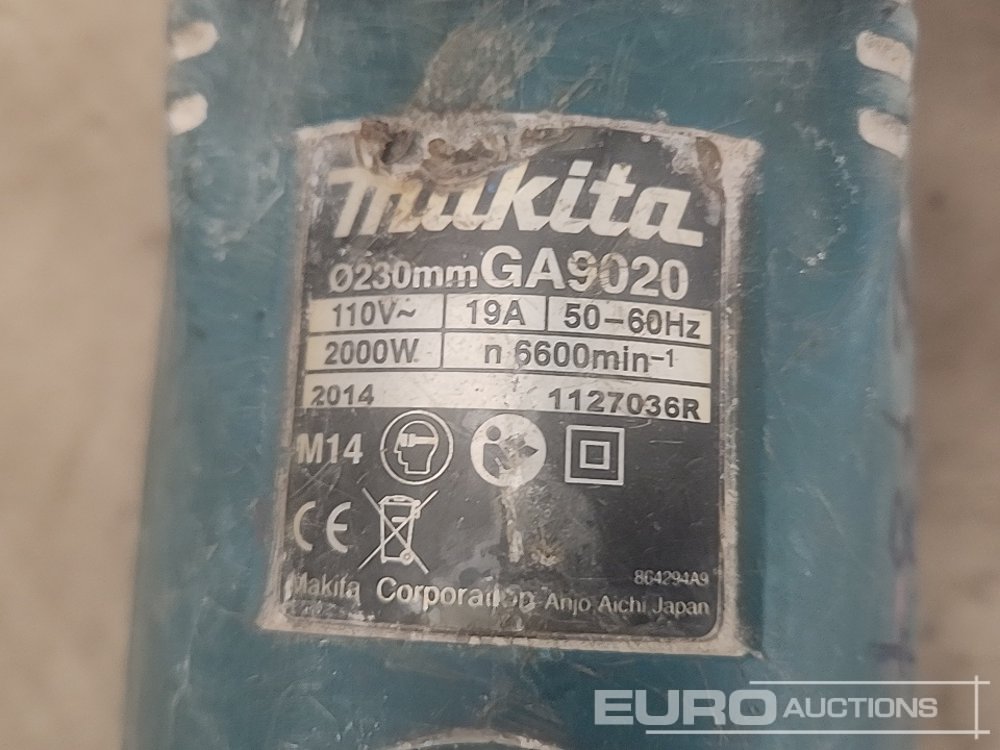 makita
Ø230mm GA9020
110V~ 19A 50-60Hz
2000W n 6600min⁻¹
2014 1127036R
M14
CE
864294A9
Makita Corporation Anjo Aichi Japan
EURO AUCTIONS